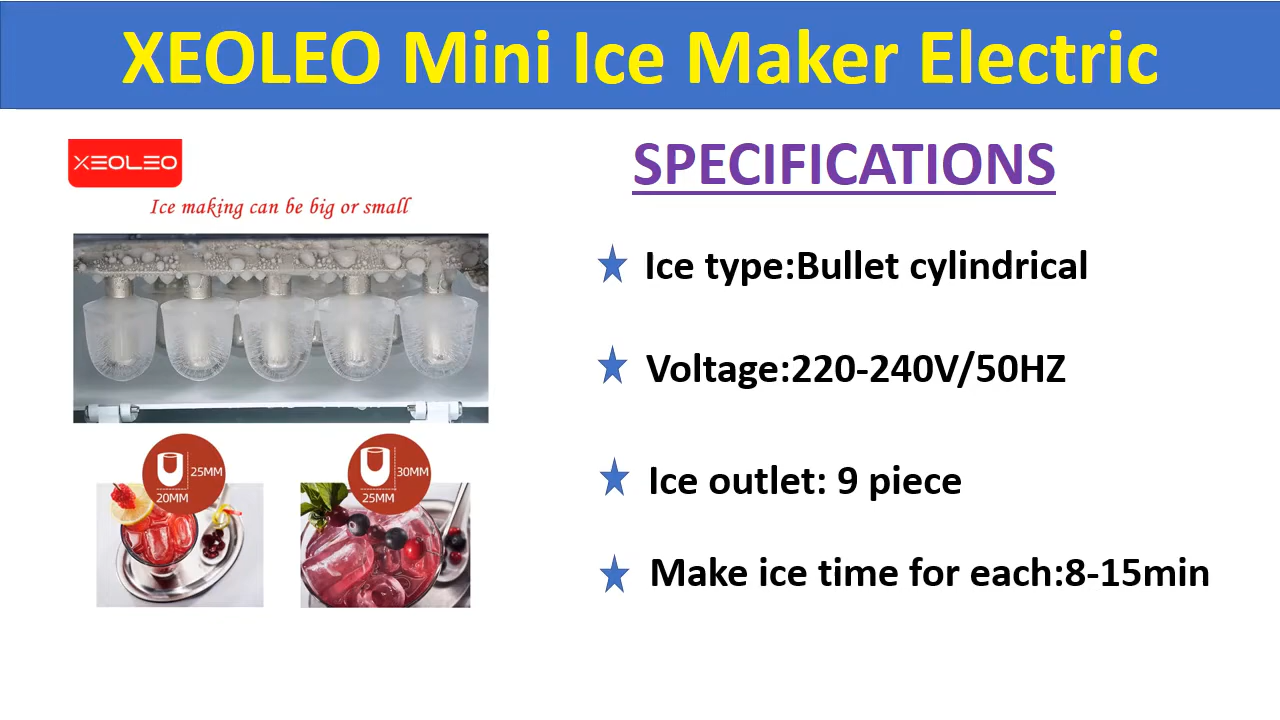 XEOLEO Mini Ice Maker Electric
XEOLEO
Ice making can be big or small
25MM
20MM
30MM
25MM
SPECIFICATIONS
Ice type:Bullet cylindrical
Voltage:220-240V/50HZ
Ice outlet: 9 piece
Make ice time for each:8-15min